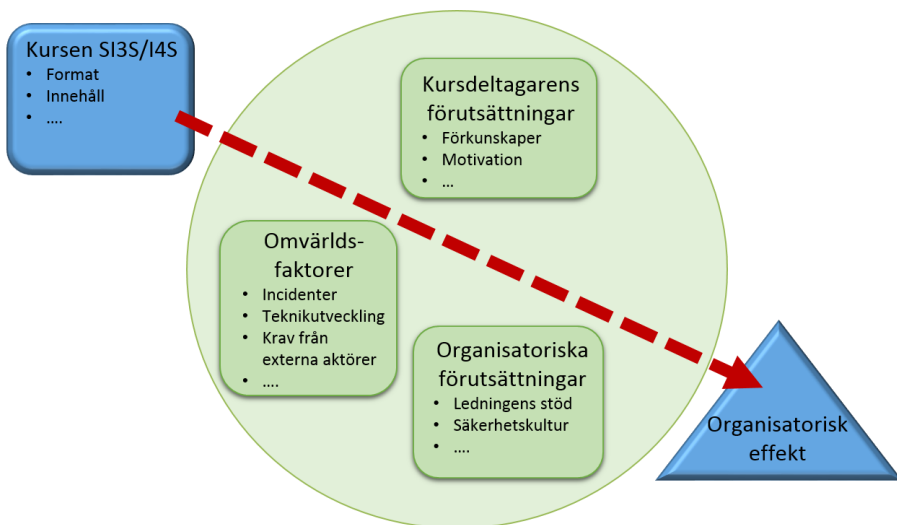 Kursen SI3S/I4S
• Format
• Innehåll
• ....
Kursdeltagarens
förutsättningar
• Förkunskaper
• Motivation
• ...
Omvärlds-
faktorer
• Incidenter
• Teknikutveckling
• Krav från
externa aktörer
• ....
Organisatoriska
förutsättningar
• Ledningens stöd
• Säkerhetskultur
• ....
Organisatorisk
effekt